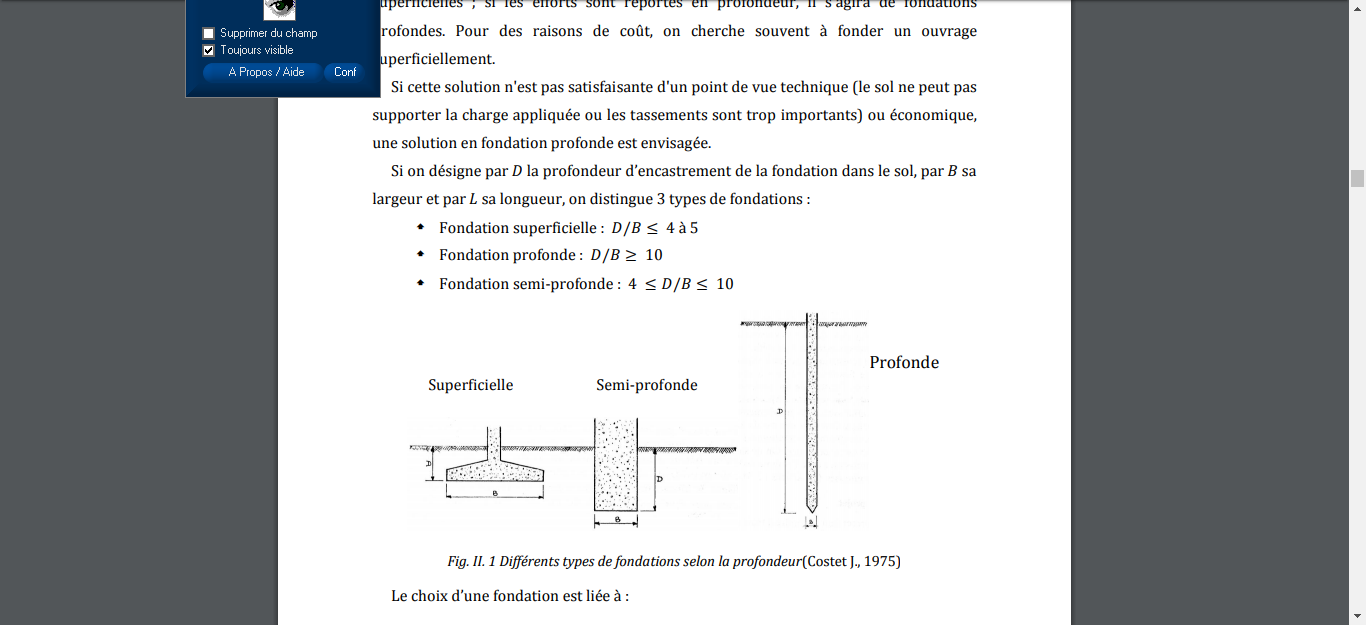 superficielles ; si les efforts sont reportés en profondeur, il s'agira de fondations
profondes. Pour des raisons de coût, on cherche souvent à fonder un ouvrage
superficiellement.
Supprimer du champ
Toujours visible
A Propos / Aide
Conf
Si cette solution n'est pas satisfaisante d'un point de vue technique (le sol ne peut pas
supporter la charge appliquée ou les tassements sont trop importants) ou économique,
une solution en fondation profonde est envisagée.
Si on désigne par D la profondeur d’encastrement de la fondation dans le sol, par B sa
largeur et par L sa longueur, on distingue 3 types de fondations :
Fondation superficielle : D/B ≤ 4 à 5
Fondation profonde : D/B ≥ 10
Fondation semi-profonde : 4 ≤ D/B ≤ 10
Profonde
Superficielle
Semi-profonde
D
D
D
B
B
B
Fig. II. 1 Différents types de fondations selon la profondeur(Costet J., 1975)
Le choix d’une fondation est liée à :